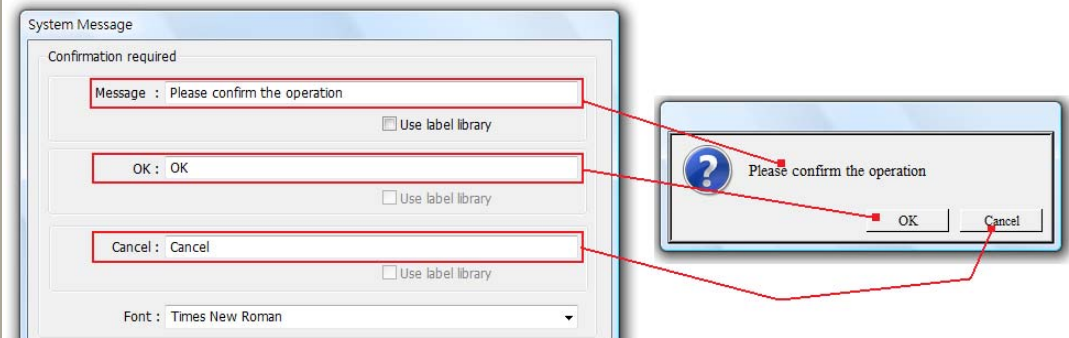 System Message
Confirmation required
Message : Please confirm the operation
Use label library
OK : OK
Use label library
Cancel : Cancel
Use label library
Font : Times New Roman
Please confirm the operation
OK Cancel